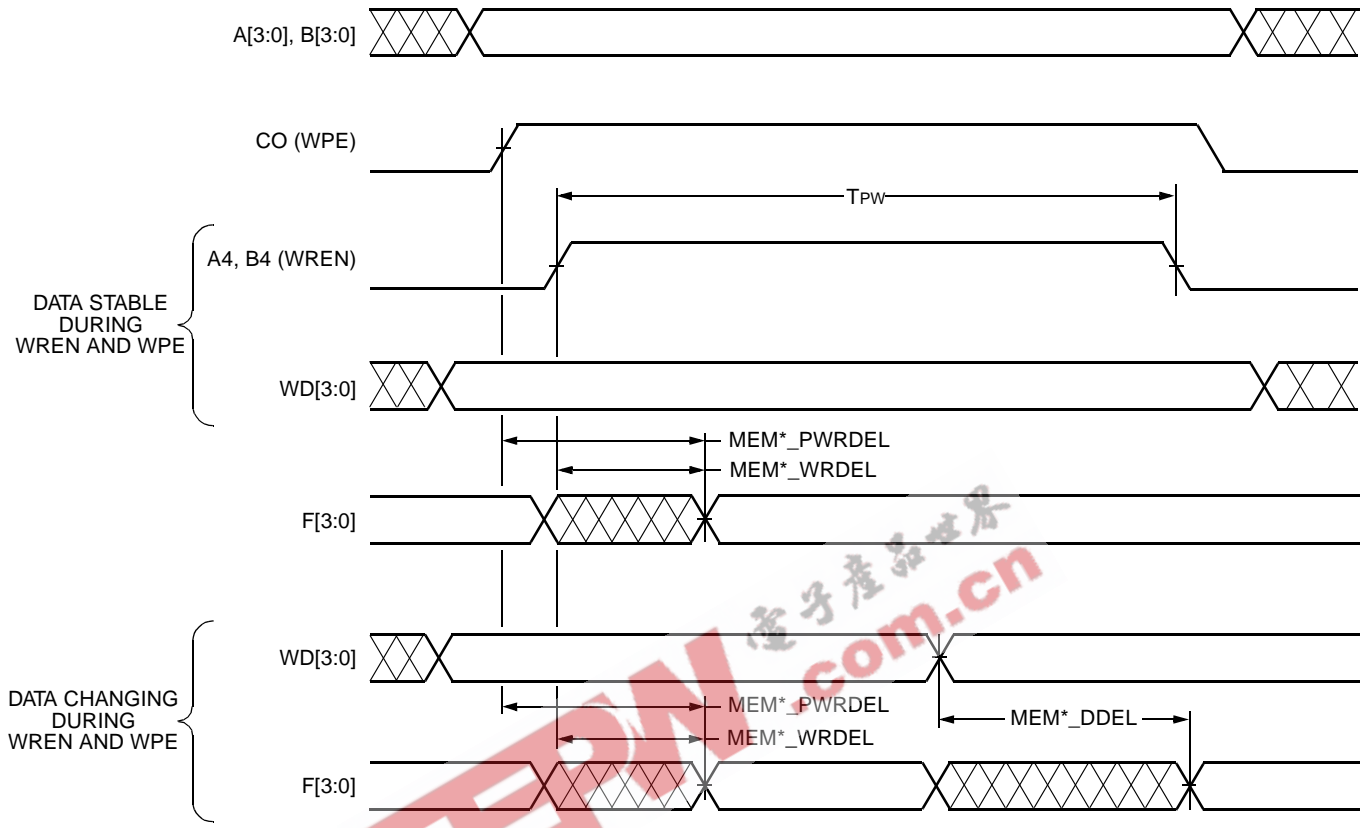 A[3:0], B[3:0]
CO (WPE)
TPW
A4, B4 (WREN)
DATA STABLE
DURING
WREN AND WPE
WD[3:0]
MEM*_PWRDEL
MEM*_WRDEL
F[3:0]
電子產品世界
.com.cn
WD[3:0]
DATA CHANGING
DURING
WREN AND WPE
MEM*_PWRDEL
MEM*_DDEL
MEM*_WRDEL
F[3:0]
EEPW